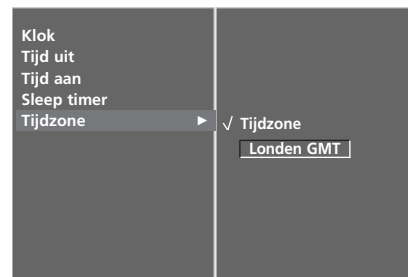 Klok
Tijd uit
Tijd aan
Sleep timer
Tijdzone ►
√ Tijdzone
Londen GMT